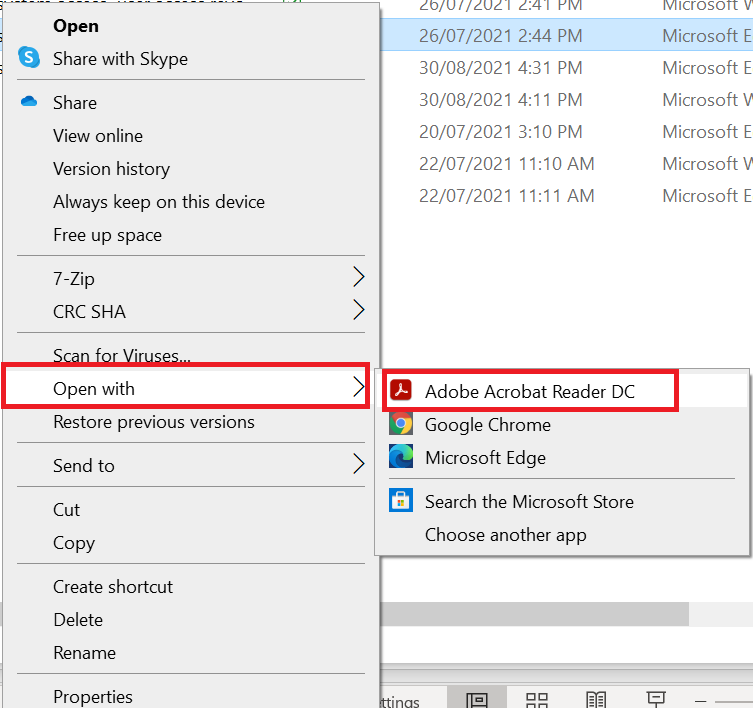 Open
Share with Skype
Share
View online
Version history
Always keep on this device
Free up space
7-Zip
CRC SHA
Scan for Viruses...
Open with
Restore previous versions
Send to
Cut
Copy
Create shortcut
Delete
Rename
Properties
26/07/2021 2:41 PM Microsoft W
26/07/2021 2:44 PM Microsoft E
30/08/2021 4:31 PM Microsoft W
30/08/2021 4:11 PM Microsoft W
20/07/2021 3:10 PM Microsoft E
22/07/2021 11:10 AM Microsoft W
22/07/2021 11:11 AM Microsoft E
Adobe Acrobat Reader DC
Google Chrome
Microsoft Edge
Search the Microsoft Store
Choose another app
ttings